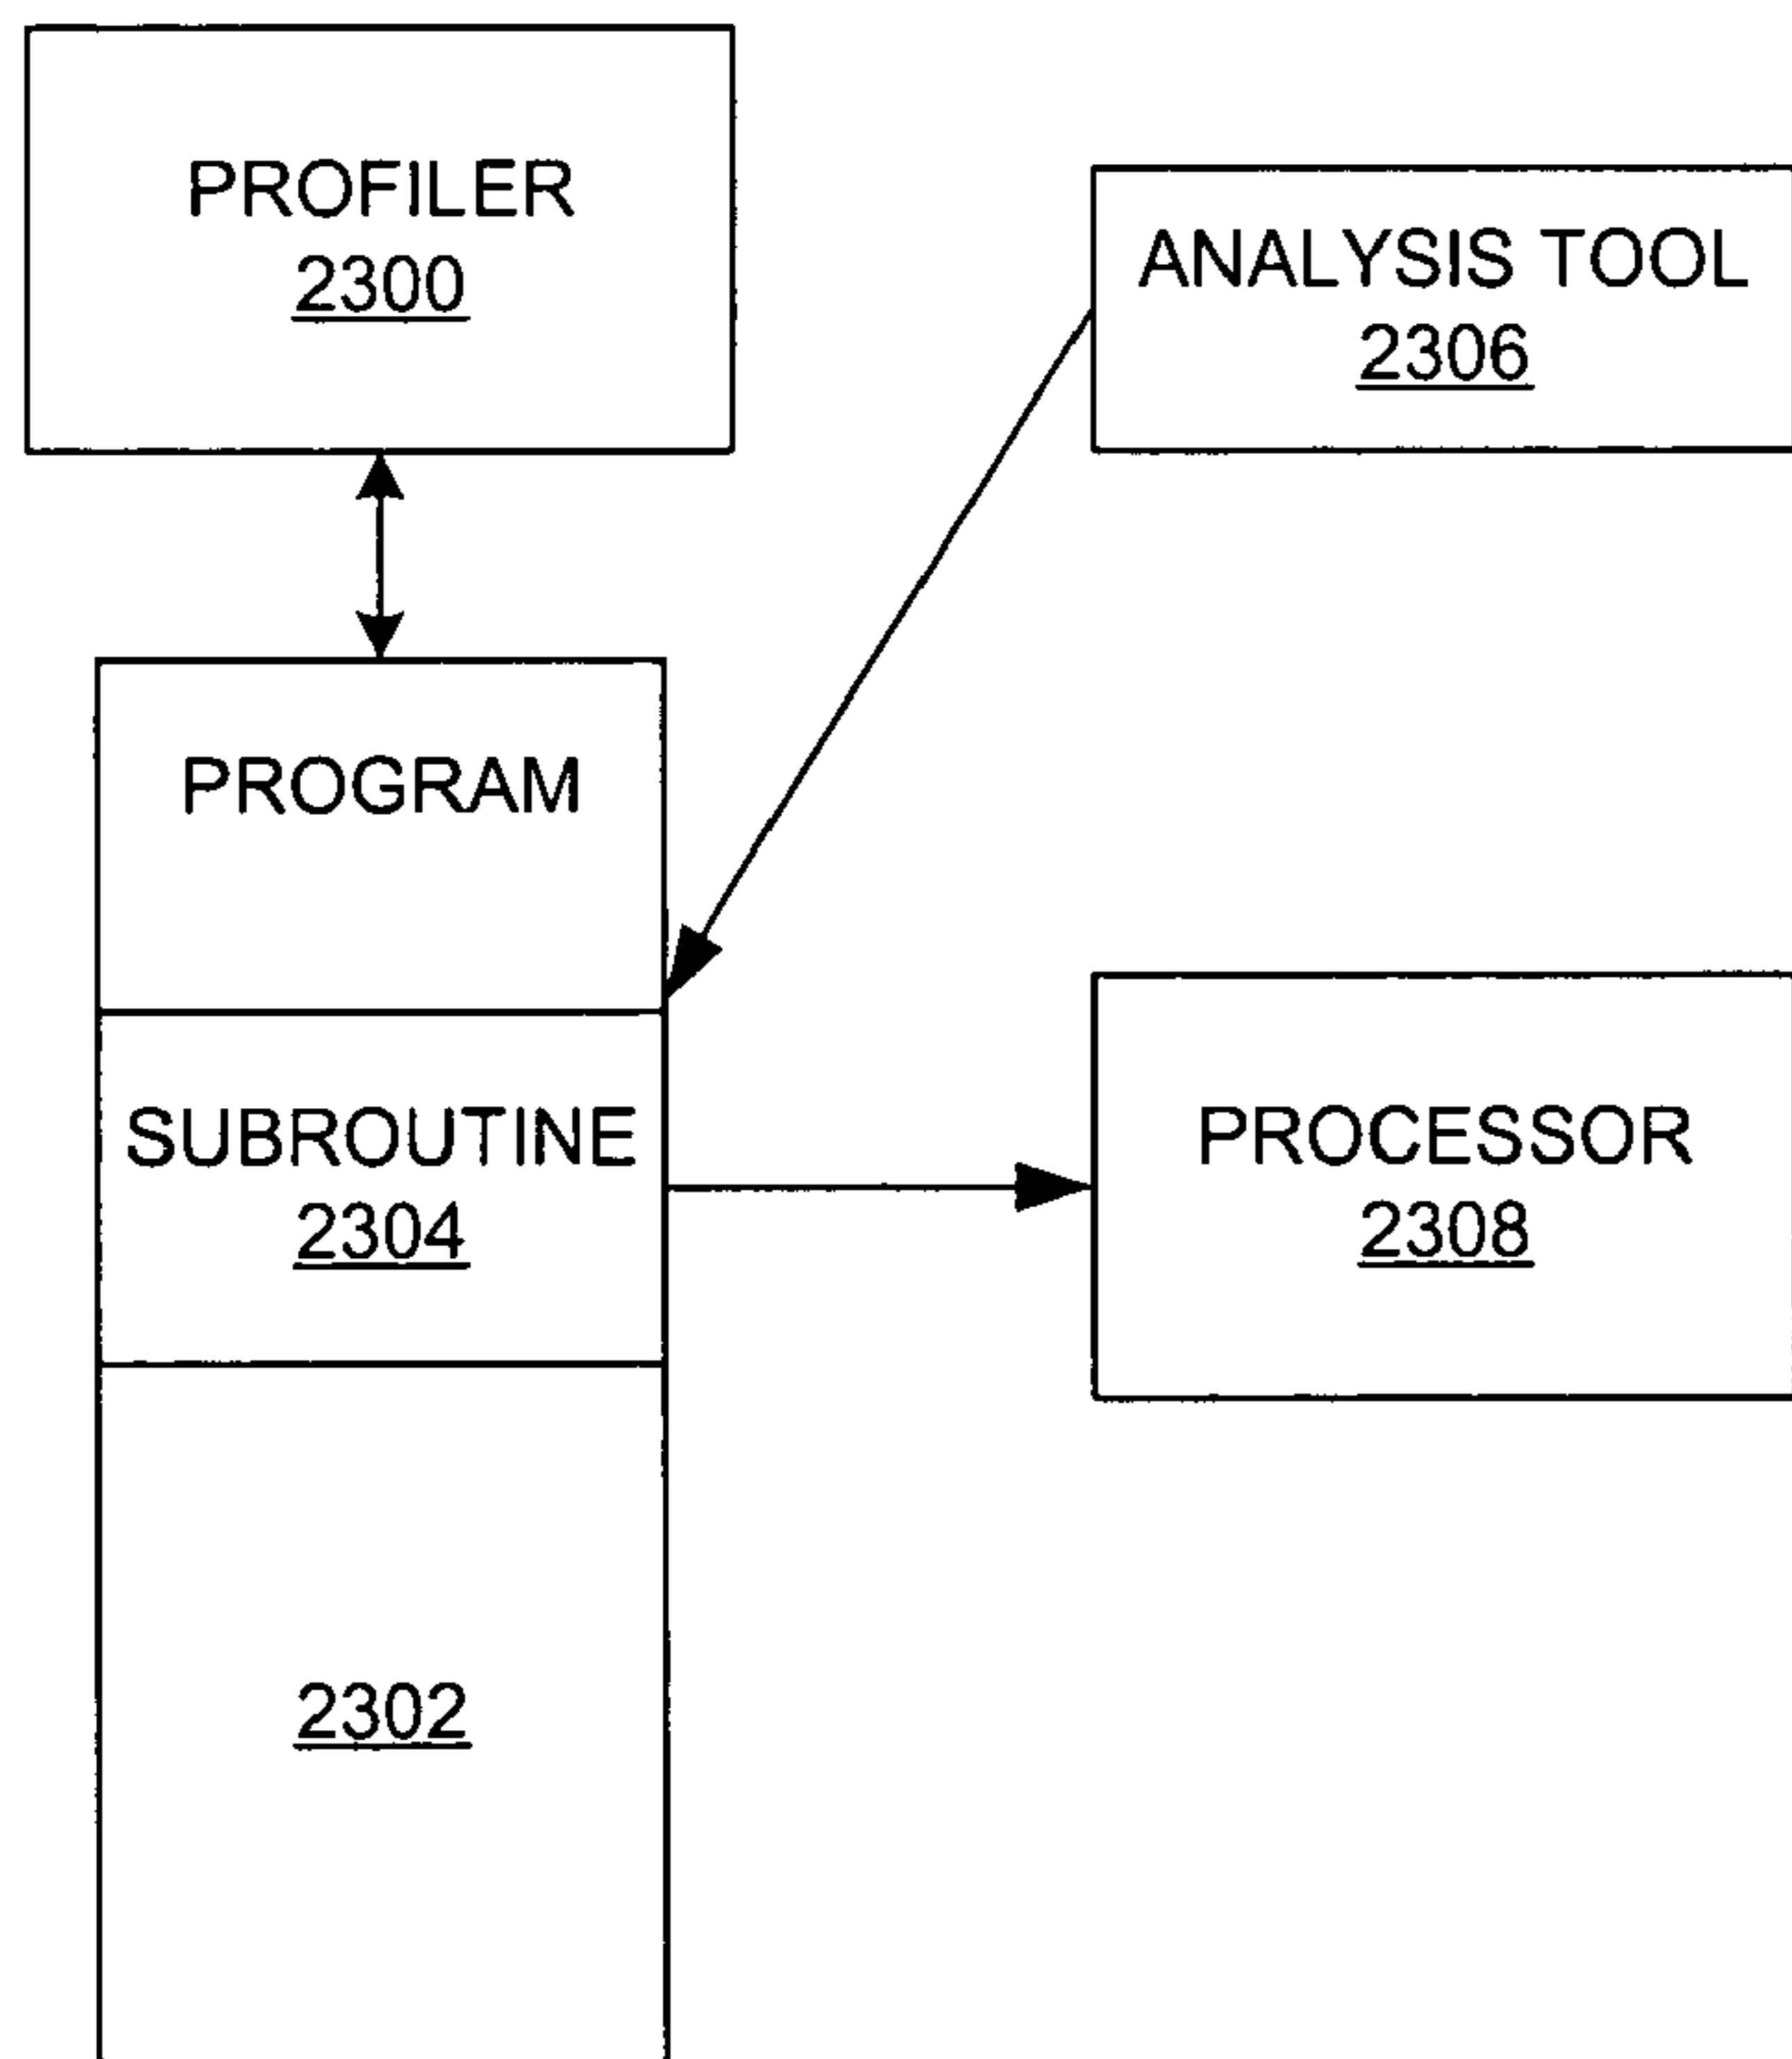 PROFILER
2300
ANALYSIS TOOL
2306
PROGRAM
SUBROUTINE
2304
PROCESSOR
2308
2302